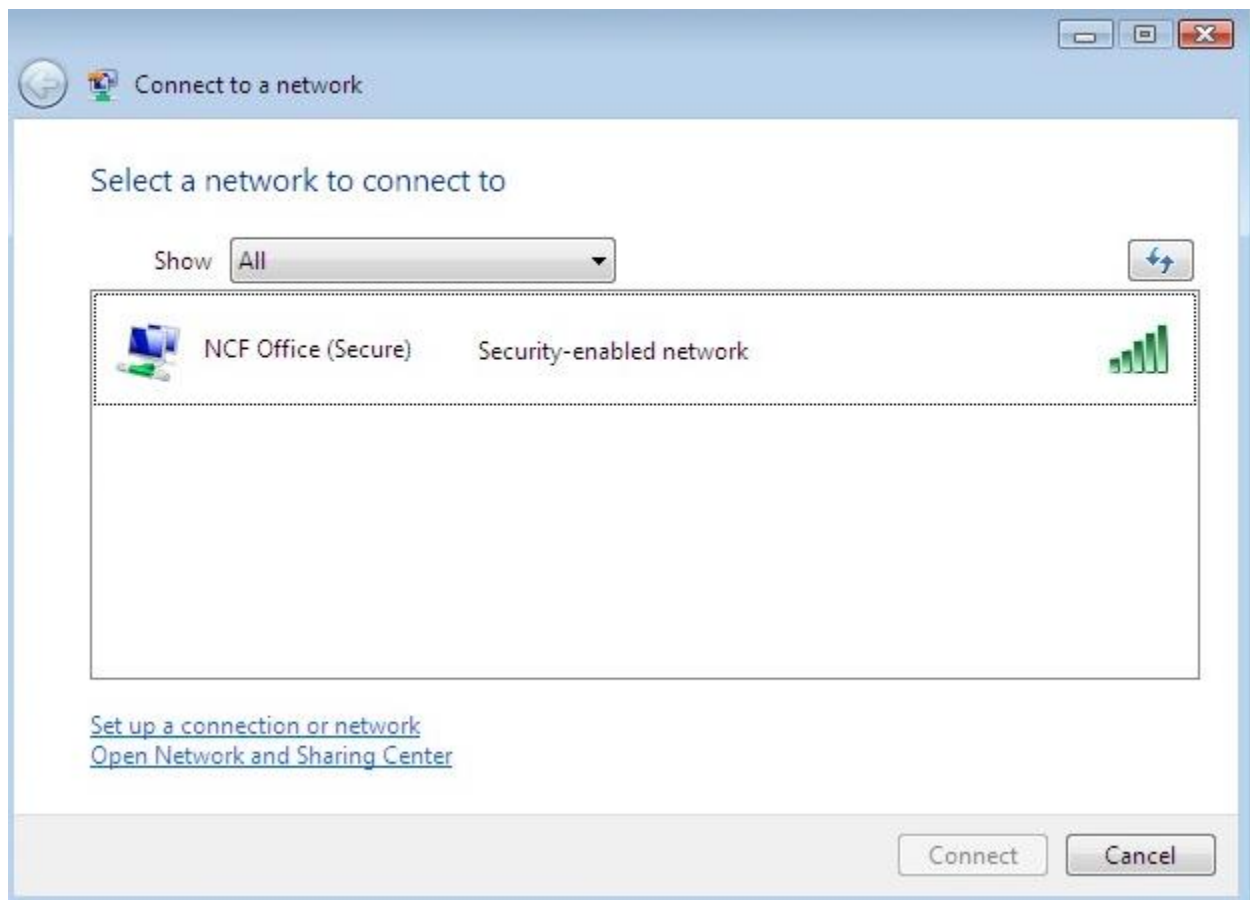 Connect to a network
Select a network to connect to
Show All
NCF Office (Secure) Security-enabled network
Set up a connection or network
Open Network and Sharing Center
Connect Cancel